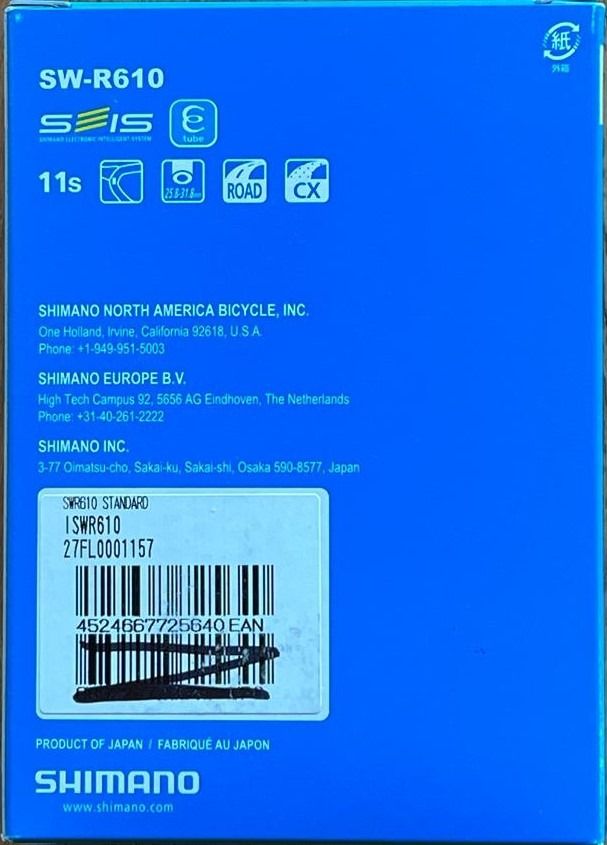 紙
外箱
SW-R610
SEIS
SHIMANO ELECTRONIC INTELLIGENT SYSTEM
E
tube
11s
25.8-31.8mm
ROAD
CX
SHIMANO NORTH AMERICA BICYCLE, INC.
One Holland, Irvine, California 92618, U.S.A.
Phone: +1-949-951-5003
SHIMANO EUROPE B.V.
High Tech Campus 92, 5656 AG Eindhoven, The Netherlands
Phone: +31-40-261-2222
SHIMANO INC.
3-77 Oimatsu-cho, Sakai-ku, Sakai-shi, Osaka 590-8577, Japan
SWR610 STANDARD
ISWR610
27FL0001157
4524667725640 EAN
PRODUCT OF JAPAN / FABRIQUÉ AU JAPON
SHIMANO
www.shimano.com